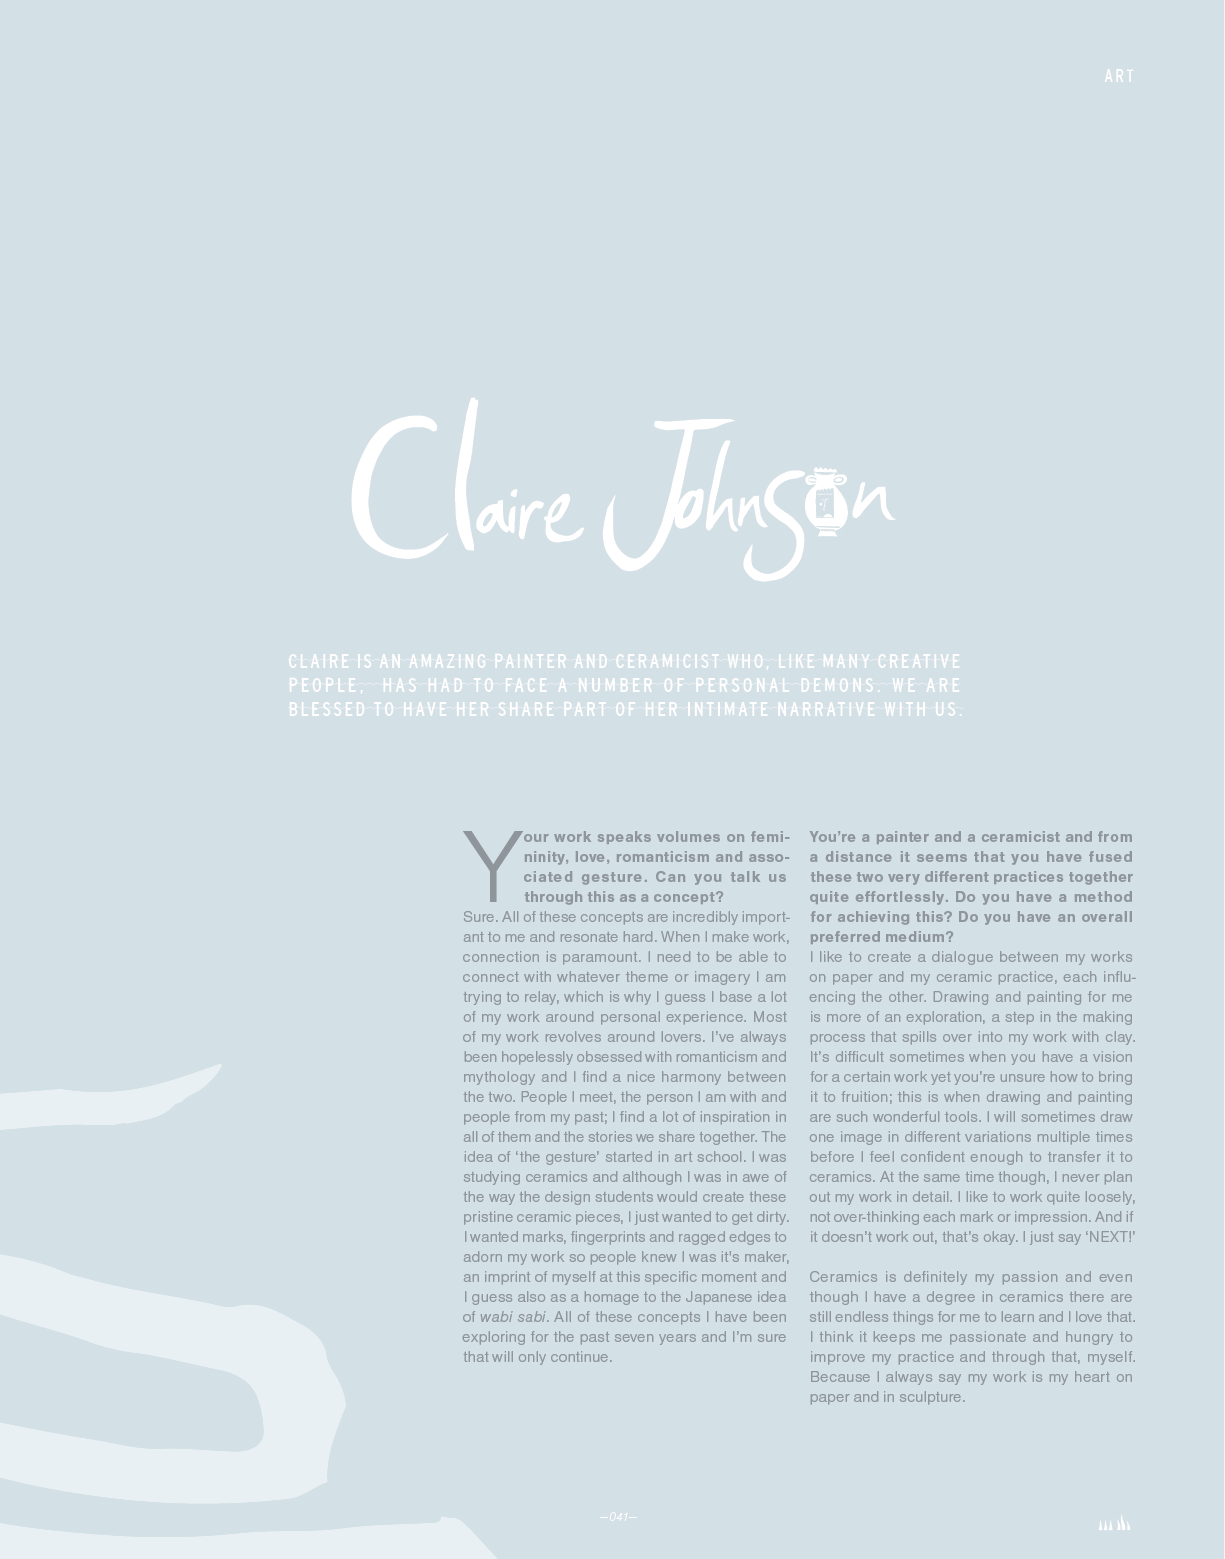 ART
Claire Johnson
CLAIRE IS AN AMAZING PAINTER AND CERAMICIST WHO, LIKE MANY CREATIVE
PEOPLE, HAS HAD TO FACE A NUMBER OF PERSONAL DEMONS. WE ARE
BLESSED TO HAVE HER SHARE PART OF HER INTIMATE NARRATIVE WITH US.
Your work speaks volumes on femi-
ninity, love, romanticism and asso-
ciated gesture. Can you talk us
through this as a concept?
Sure. All of these concepts are incredibly import-
ant to me and resonate hard. When I make work,
connection is paramount. I need to be able to
connect with whatever theme or imagery I am
trying to relay, which is why I guess I base a lot
of my work around personal experience. Most
of my work revolves around lovers. I've always
been hopelessly obsessed with romanticism and
mythology and I find a nice harmony between
the two. People I meet, the person I am with and
people from my past; I find a lot of inspiration in
all of them and the stories we share together. The
idea of ‘the gesture’ started in art school. I was
studying ceramics and although I was in awe of
the way the design students would create these
pristine ceramic pieces, I just wanted to get dirty.
I wanted marks, fingerprints and ragged edges to
adorn my work so people knew I was it's maker,
an imprint of myself at this specific moment and
I guess also as a homage to the Japanese idea
of wabi sabi. All of these concepts I have been
exploring for the past seven years and I’m sure
that will only continue.
You’re a painter and a ceramicist and from
a distance it seems that you have fused
these two very different practices together
quite effortlessly. Do you have a method
for achieving this? Do you have an overall
preferred medium?
I like to create a dialogue between my works
on paper and my ceramic practice, each influ-
encing the other. Drawing and painting for me
is more of an exploration, a step in the making
process that spills over into my work with clay.
It’s difficult sometimes when you have a vision
for a certain work yet you’re unsure how to bring
it to fruition; this is when drawing and painting
are such wonderful tools. I will sometimes draw
one image in different variations multiple times
before I feel confident enough to transfer it to
ceramics. At the same time though, I never plan
out my work in detail. I like to work quite loosely,
not over-thinking each mark or impression. And if
it doesn’t work out, that’s okay. I just say ‘NEXT!’
Ceramics is definitely my passion and even
though I have a degree in ceramics there are
still endless things for me to learn and I love that.
I think it keeps me passionate and hungry to
improve my practice and through that, myself.
Because I always say my work is my heart on
paper and in sculpture.
—041—